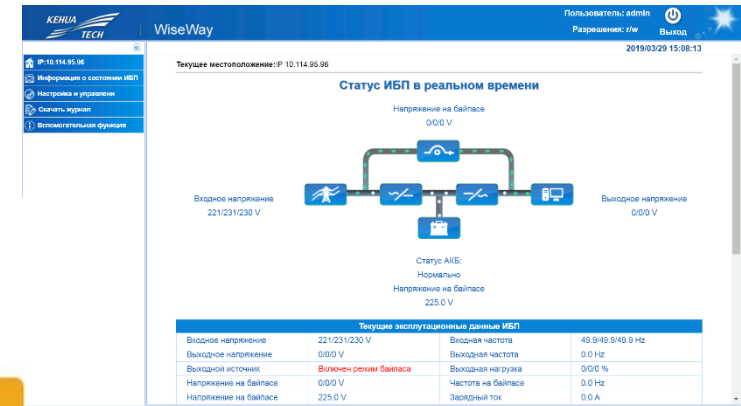 KEHUA TECH
WiseWay
Пользователь: admin
Разрешения: r/w
Выход
2019/03/29 15:08:13
IP:10.114.95.96
Информация о состоянии ИБП
Настройка и управлени
Скачать журнал
Вспомогательная функция
Текущее местоположение:IP 10.114.95.96
Статус ИБП в реальном времени
Напряжение на байпасе
0/0/0 V
Входное напряжение
221/231/230 V
Выходное напряжение
0/0/0 V
Статус АКБ:
Нормально
Напряжение на байпасе
225.0 V
Текущие эксплутационные данные ИБП
Входное напряжение 221/231/230 V Входная частота 49.9/49.9/49.9 Hz
Выходное напряжение 0/0/0 V Выходная частота 0.0 Hz
Выходной источник Включен режим байпаса Выходная нагрузка 0/0/0 %
Напряжение на байпасе 0/0/0 V Частота на байпасе 0.0 Hz
Напряжение на байпасе 225.0 V Зарядный ток 0.0 A